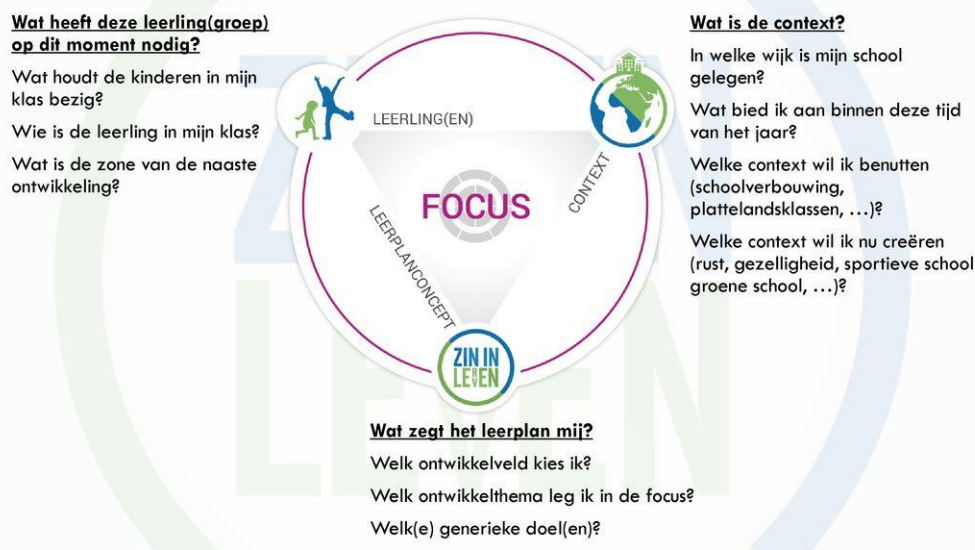 Wat heeft deze leerling(groep)
op dit moment nodig?
Wat houdt de kinderen in mijn
klas bezig?
Wie is de leerling in mijn klas?
Wat is de zone van de naaste
ontwikkeling?
LEERLING(EN)
CONTEXT
FOCUS
LEERPLANCONCEPT
ZIN IN
LEREN
LEVEN
Wat is de context?
In welke wijk is mijn school
gelegen?
Wat bied ik aan binnen deze tijd
van het jaar?
Welke context wil ik benutten
(schoolverbouwing,
plattelandsklassen, …)?
Welke context wil ik nu creëren
(rust, gezelligheid, sportieve school
groene school, …)?
Wat zegt het leerplan mij?
Welk ontwikkelveld kies ik?
Welk ontwikkelthema leg ik in de focus?
Welk(e) generieke doel(en)?